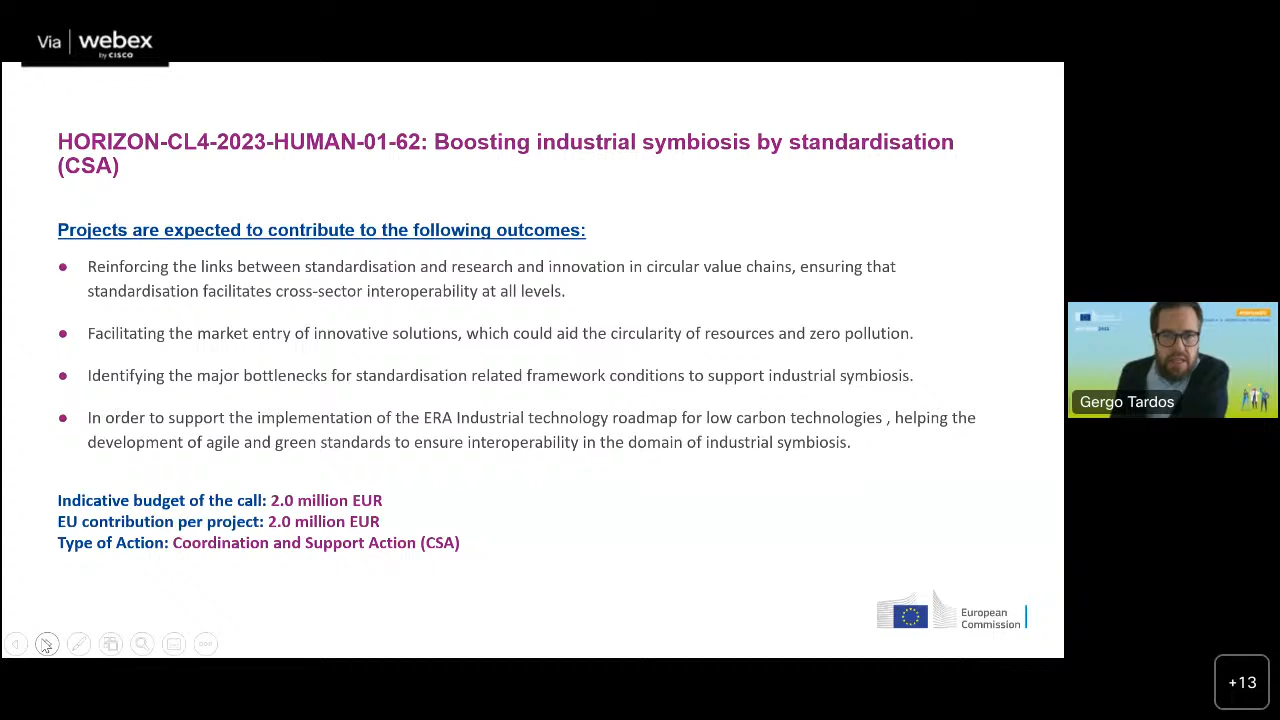 Via webex
by CISCO
HORIZON-CL4-2023-HUMAN-01-62: Boosting industrial symbiosis by standardisation
(CSA)
Projects are expected to contribute to the following outcomes:
Reinforcing the links between standardisation and research and innovation in circular value chains, ensuring that
standardisation facilitates cross-sector interoperability at all levels.
Facilitating the market entry of innovative solutions, which could aid the circularity of resources and zero pollution.
Identifying the major bottlenecks for standardisation related framework conditions to support industrial symbiosis.
In order to support the implementation of the ERA Industrial technology roadmap for low carbon technologies , helping the
development of agile and green standards to ensure interoperability in the domain of industrial symbiosis.
Indicative budget of the call: 2.0 million EUR
EU contribution per project: 2.0 million EUR
Type of Action: Coordination and Support Action (CSA)
European
Commission
Gergo Tardos
+13